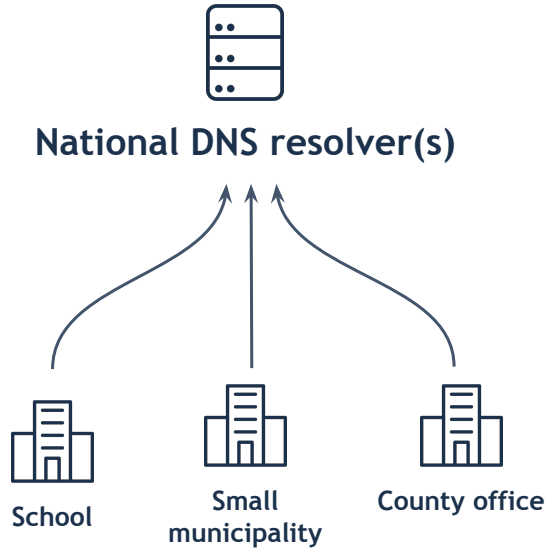 National DNS resolver(s)
School
Small
municipality
County office